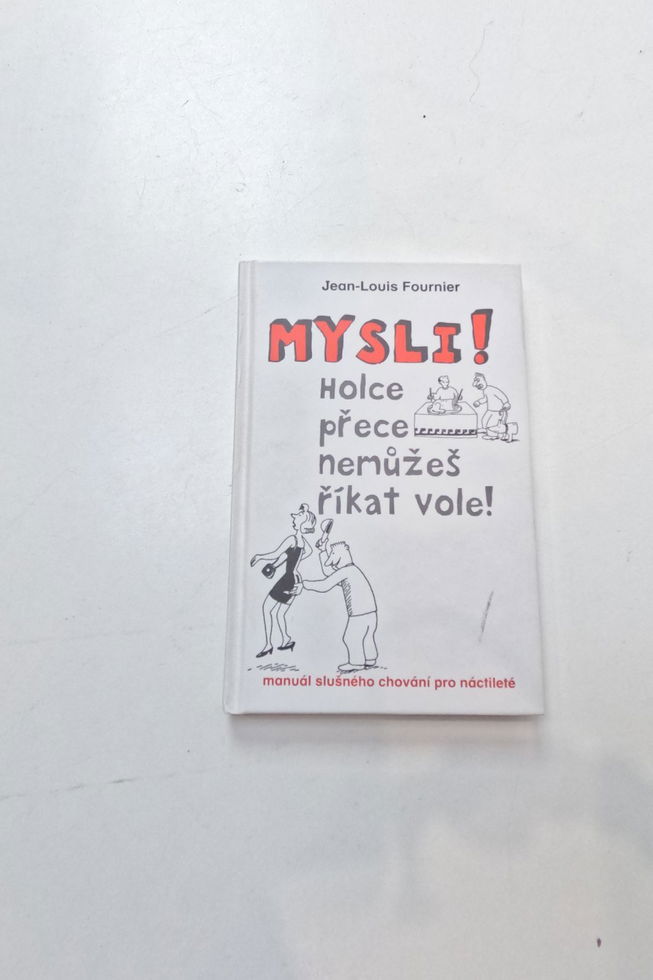 Jean-Louis Fournier
MYSLI!
Holce
přece
nemůžeš
říkat vole!
manuál slušného chování pro náctileté